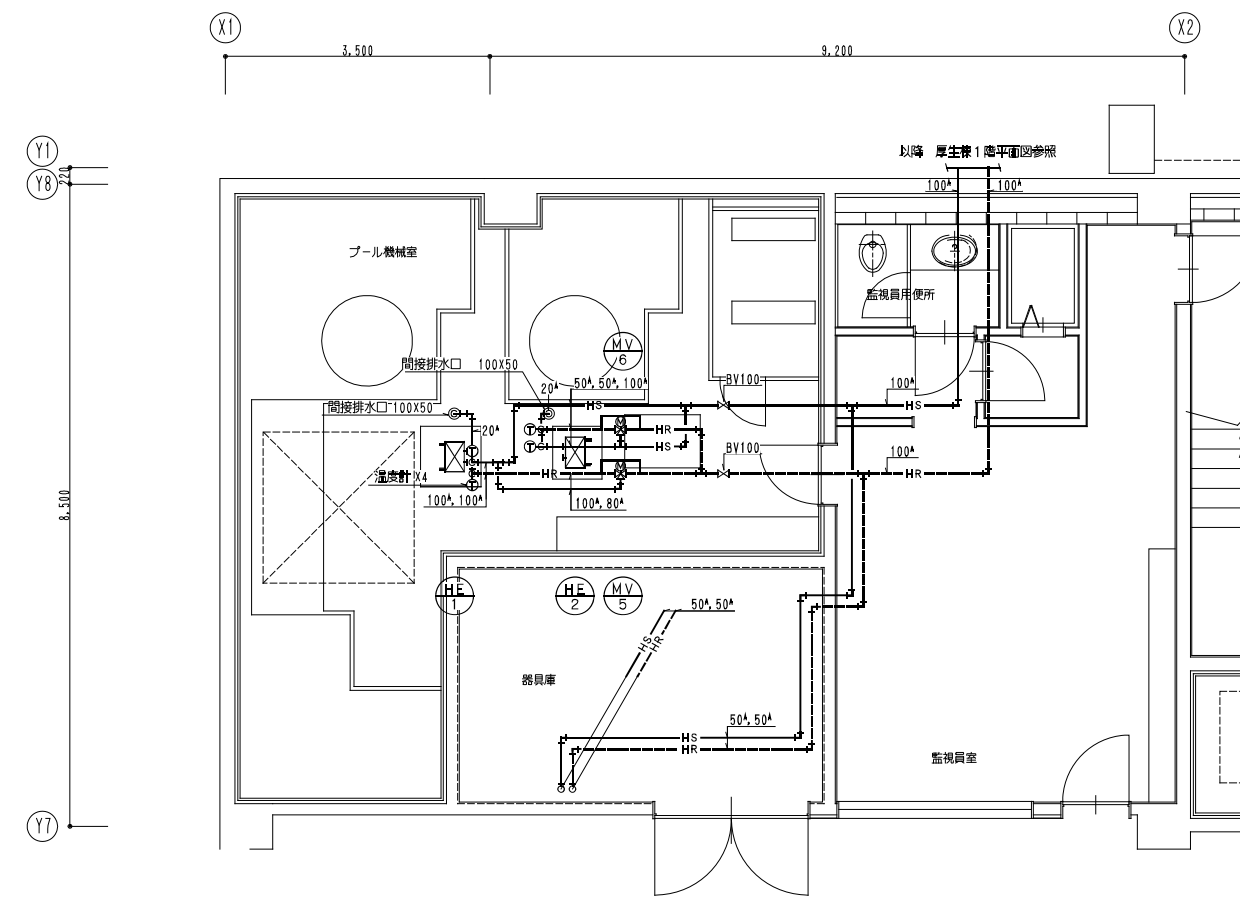 X1
X2
3,500
9,200
Y1
220
Y8
以降 厚生棟1階平面図参照
100A
100A
プール機械室
監視員用便所
MV
6
間接排水口 100X50
20A
50A,50A,100A
BV100
100A
HS
HS
間接排水口 100X50
20A
HR
HS
BV100
100A
HR
HR
温度計 X4
100A,100A
100A,80A
8,500
HE
1
HE
2
MV
5
50A,50A
HS
HR
器具庫
50A,50A
HS
HR
監視員室
Y7